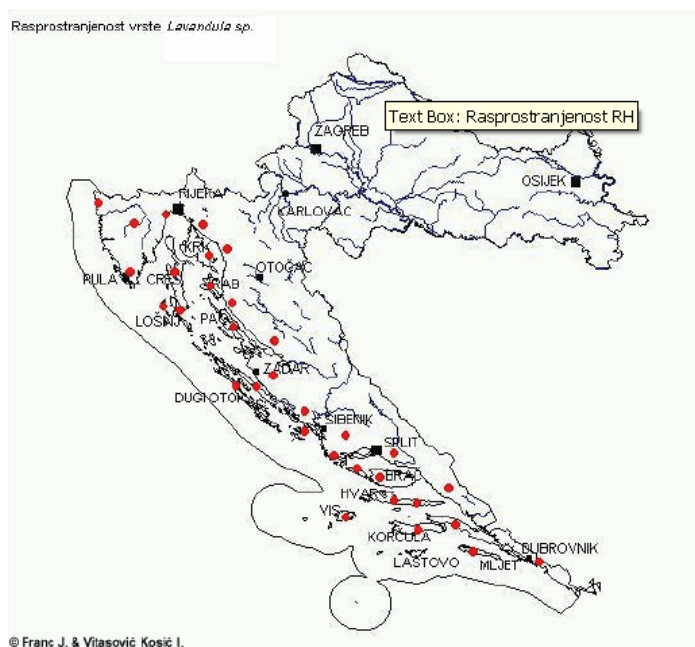 Rasprostranjenost vrste Lavandula sp.
Text Box: Rasprostranjenost RH
ZAGREB
OSIJEK
RIJEKA
KARLOVAC
KRK
OTOČAC
PULA
CRES
RAB
LOŠINJ
PAG
ZADAR
DUGI OTOK
ŠIBENIK
SPLIT
BRAČ
HVAR
VIS
KORČULA
DUBROVNIK
LASTOVO
MLJET
© Franc J. & Vitasović Kosić I.